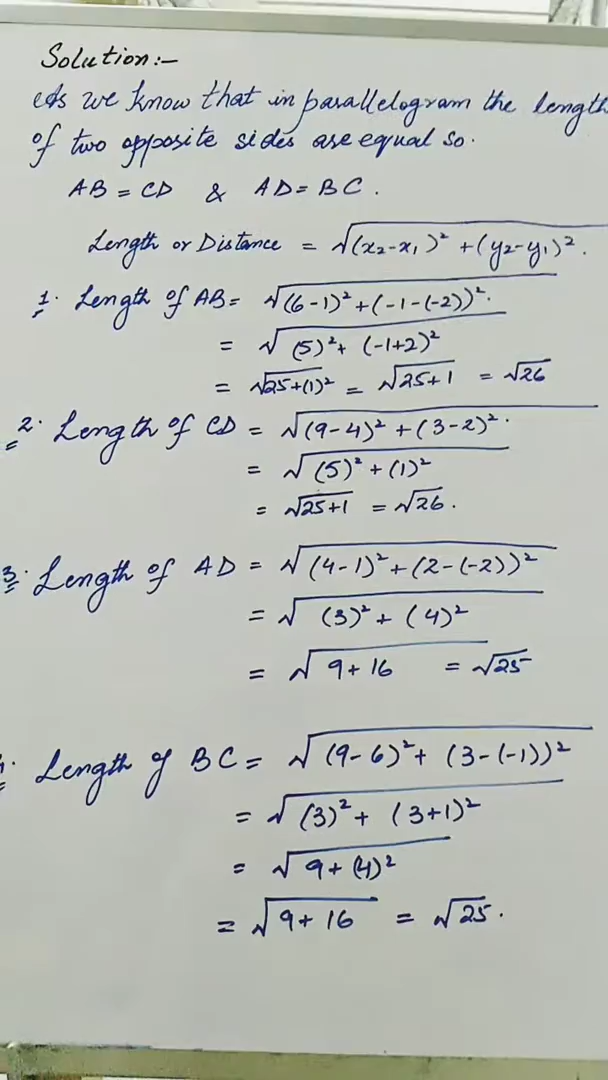 Solution:-
As we know that in parallelogram the length
of two opposite sides are equal so.
AB = CD & AD = BC.
Length or Distance = √(x₂-x₁)² + (y₂-y₁)².
1. Length of AB = √(6-1)² + (-1-(-2))².
= √(5)² + (-1+2)²
= √25+(1)² = √25+1 = √26
2. Length of CD = √(9-4)² + (3-2)².
= √(5)² + (1)²
= √25+1 = √26.
3. Length of AD = √(4-1)² + (2-(-2))²
= √(3)² + (4)²
= √9+16 = √25
Length of BC = √(9-6)² + (3-(-1))²
= √(3)² + (3+1)²
= √9+(4)²
= √9+16 = √25.